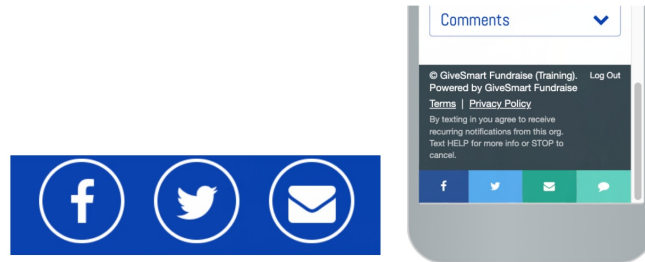 Comments
© GiveSmart Fundraise (Training). Log Out
Powered by GiveSmart Fundraise
Terms | Privacy Policy
By texting in you agree to receive
recurring notifications from this org.
Text HELP for more info or STOP to
cancel.